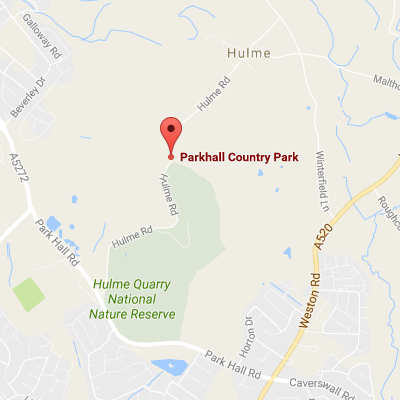 Galloway Rd
Hulme
Beverley Dr
Hulme Rd
Maltho
Parkhall Country Park
A5272
Hulme Rd
Winterfield Ln
Roughco
Hulme Rd
Park Hall Rd
A520
Weston Rd
Hulme Quarry
National
Nature Reserve
Horton Dr
Park Hall Rd
Caverswall Rd